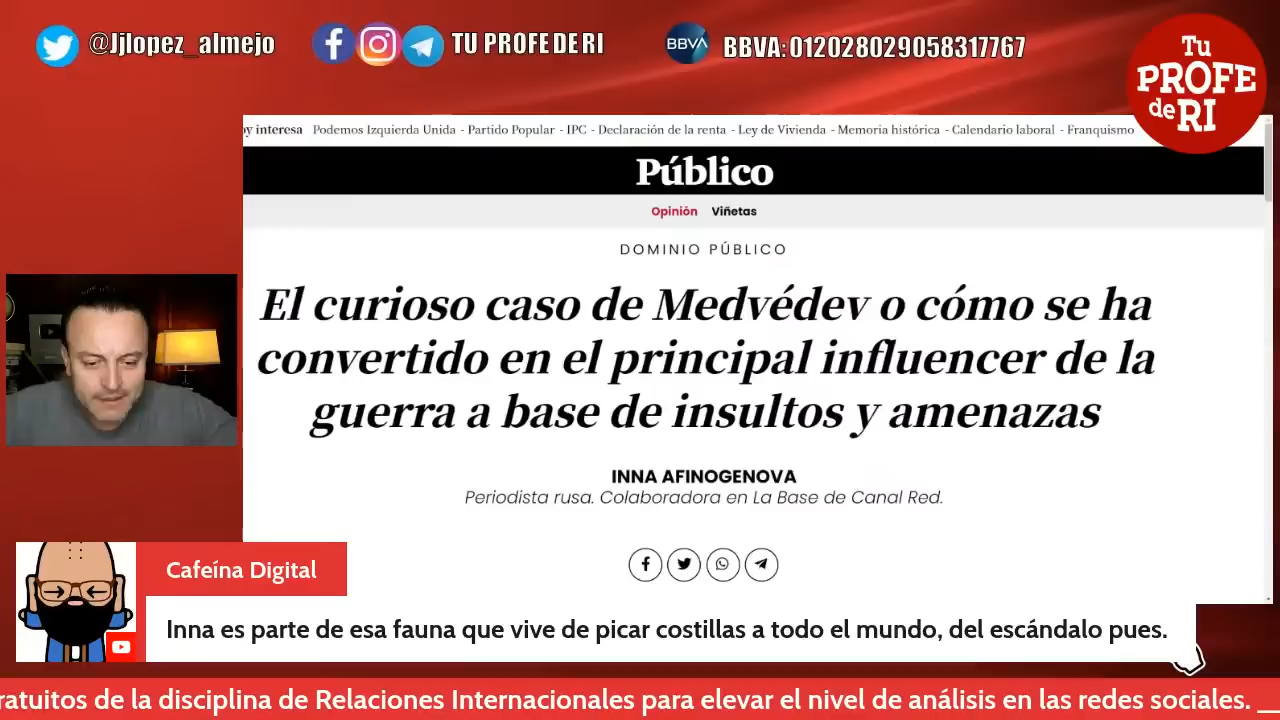 @Jjlopez_almejo
TU PROFE DE RI
BBVA
BBVA: 012028029058317767
Tu
PROFE
de RI
oy interesa Podemos Izquierda Unida - Partido Popular - IPC - Declaración de la renta - Ley de Vivienda - Memoria histórica - Calendario laboral - Franquismo
Público
Opinión Viñetas
DOMINIO PÚBLICO
El curioso caso de Medvédev o cómo se ha
convertido en el principal influencer de la
guerra a base de insultos y amenazas
INNA AFINOGENOVA
Periodista rusa. Colaboradora en La Base de Canal Red.
Cafeína Digital
Inna es parte de esa fauna que vive de picar costillas a todo el mundo, del escándalo pues.
ratuitos de la disciplina de Relaciones Internacionales para elevar el nivel de análisis en las redes sociales. __